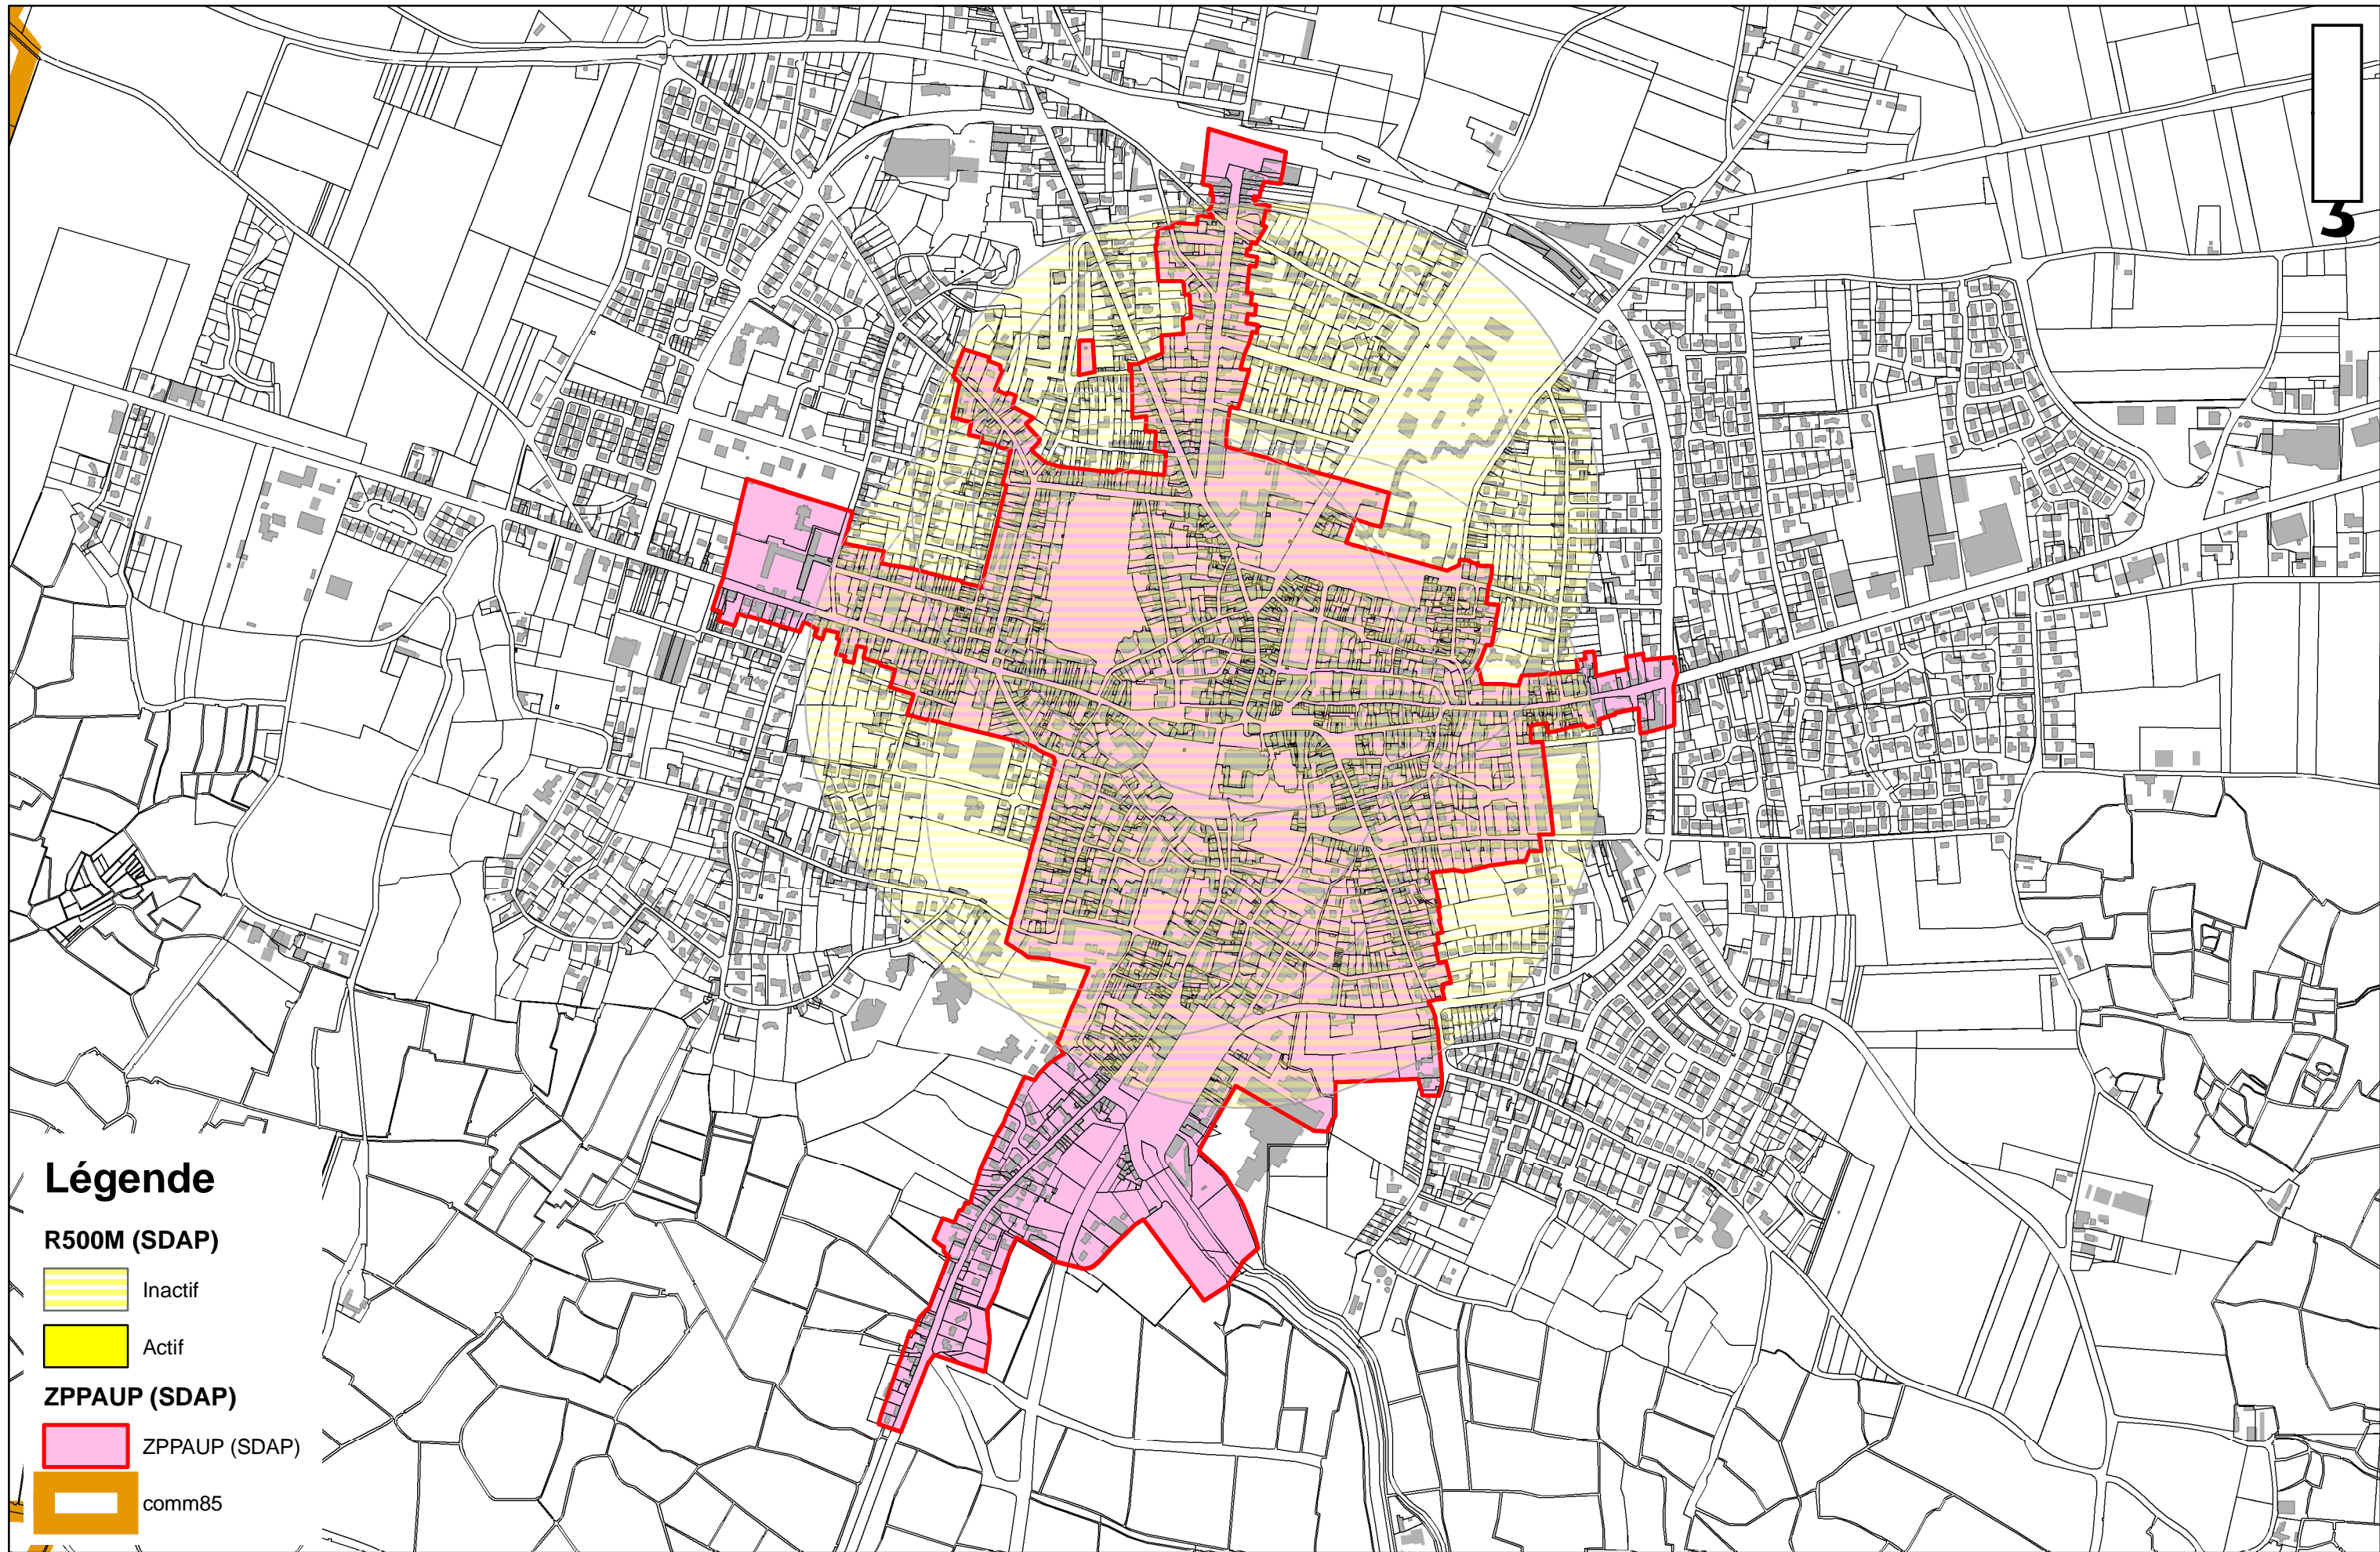 3
Légende
R500M (SDAP)
Inactif
Actif
ZPPAUP (SDAP)
ZPPAUP (SDAP)
comm85